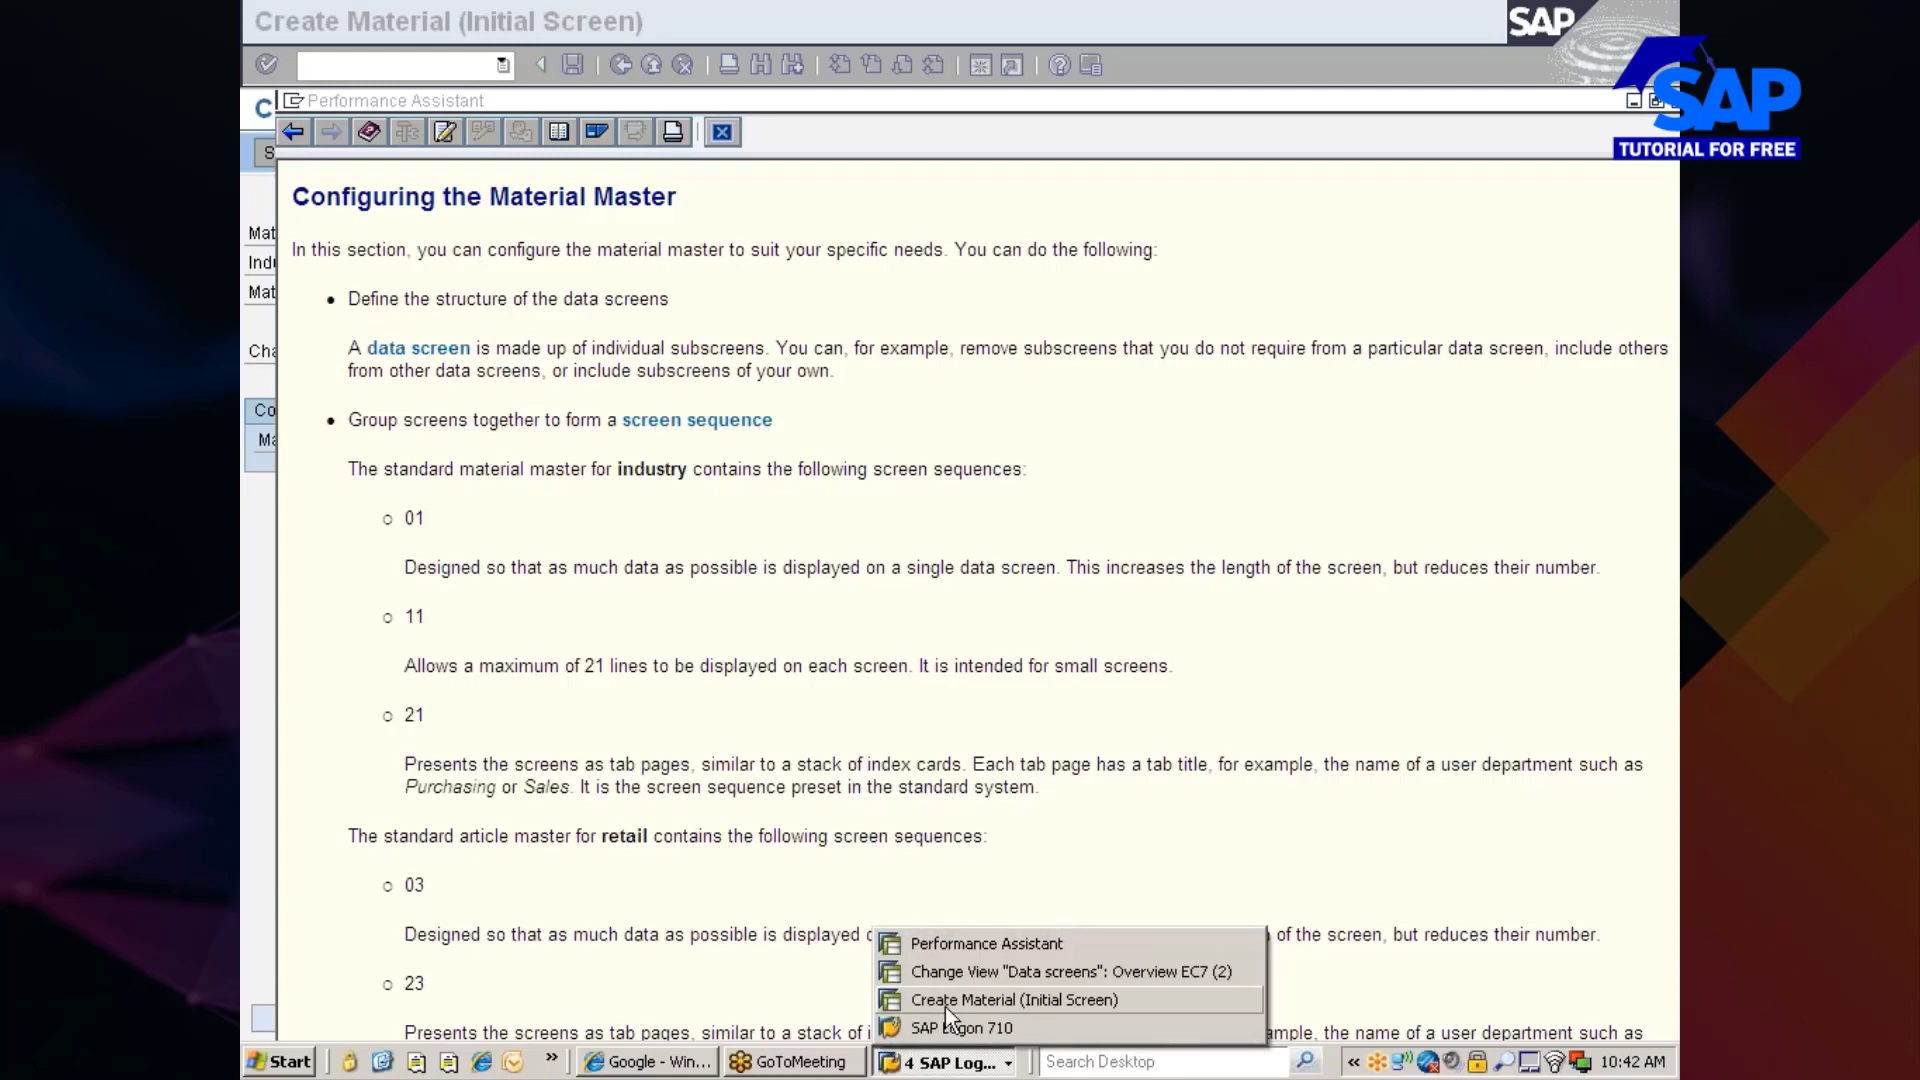 Create Material (Initial Screen)
SAP
SAP
TUTORIAL FOR FREE
Performance Assistant
Configuring the Material Master
In this section, you can configure the material master to suit your specific needs. You can do the following:
Define the structure of the data screens
A data screen is made up of individual subscreens. You can, for example, remove subscreens that you do not require from a particular data screen, include others
from other data screens, or include subscreens of your own.
Group screens together to form a screen sequence
The standard material master for industry contains the following screen sequences:
01
Designed so that as much data as possible is displayed on a single data screen. This increases the length of the screen, but reduces their number.
11
Allows a maximum of 21 lines to be displayed on each screen. It is intended for small screens.
21
Presents the screens as tab pages, similar to a stack of index cards. Each tab page has a tab title, for example, the name of a user department such as
Purchasing or Sales. It is the screen sequence preset in the standard system.
The standard article master for retail contains the following screen sequences:
03
Designed so that as much data as possible is displayed of the screen, but reduces their number.
23
Presents the screens as tab pages, similar to a stack of the name of a user department such as
Performance Assistant
Change View "Data screens": Overview EC7 (2)
Create Material (Initial Screen)
SAP Logon 710
Start
Google - Win...
GoToMeeting
4 SAP Log...
Search Desktop
10:42 AM